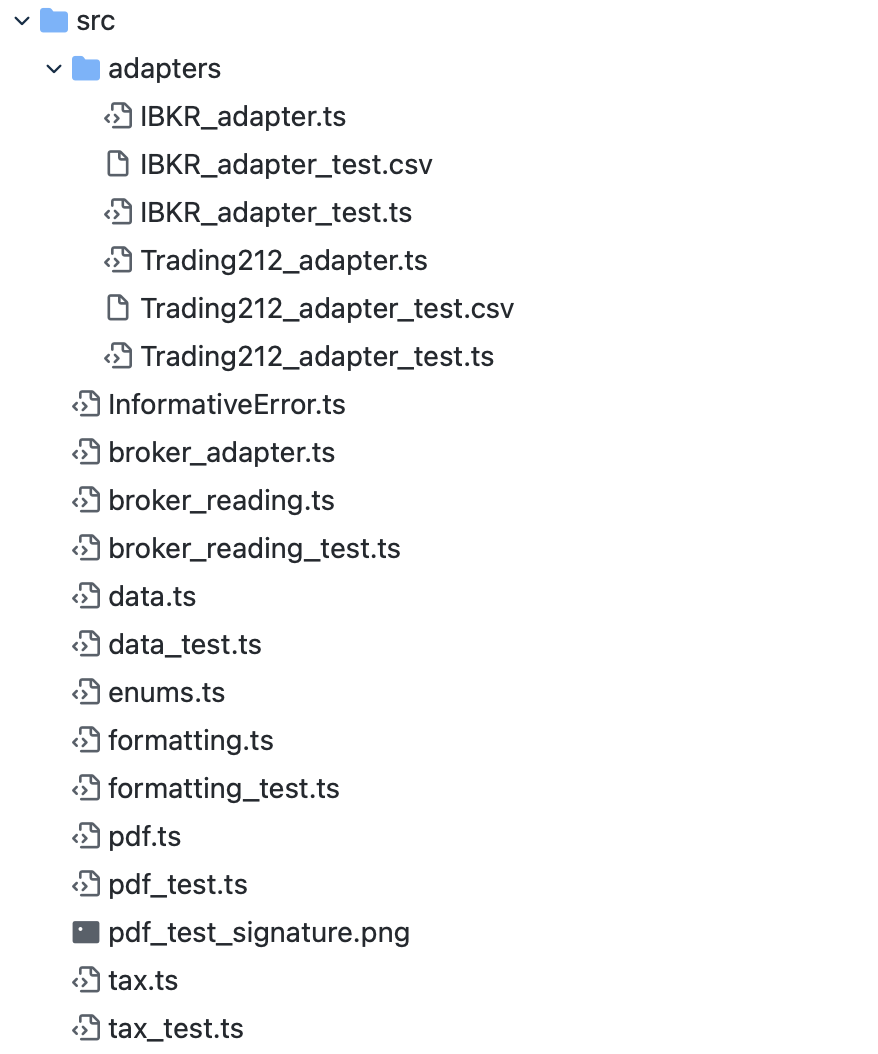 src
adapters
IBKR_adapter.ts
IBKR_adapter_test.csv
IBKR_adapter_test.ts
Trading212_adapter.ts
Trading212_adapter_test.csv
Trading212_adapter_test.ts
InformativeError.ts
broker_adapter.ts
broker_reading.ts
broker_reading_test.ts
data.ts
data_test.ts
enums.ts
formatting.ts
formatting_test.ts
pdf.ts
pdf_test.ts
pdf_test_signature.png
tax.ts
tax_test.ts